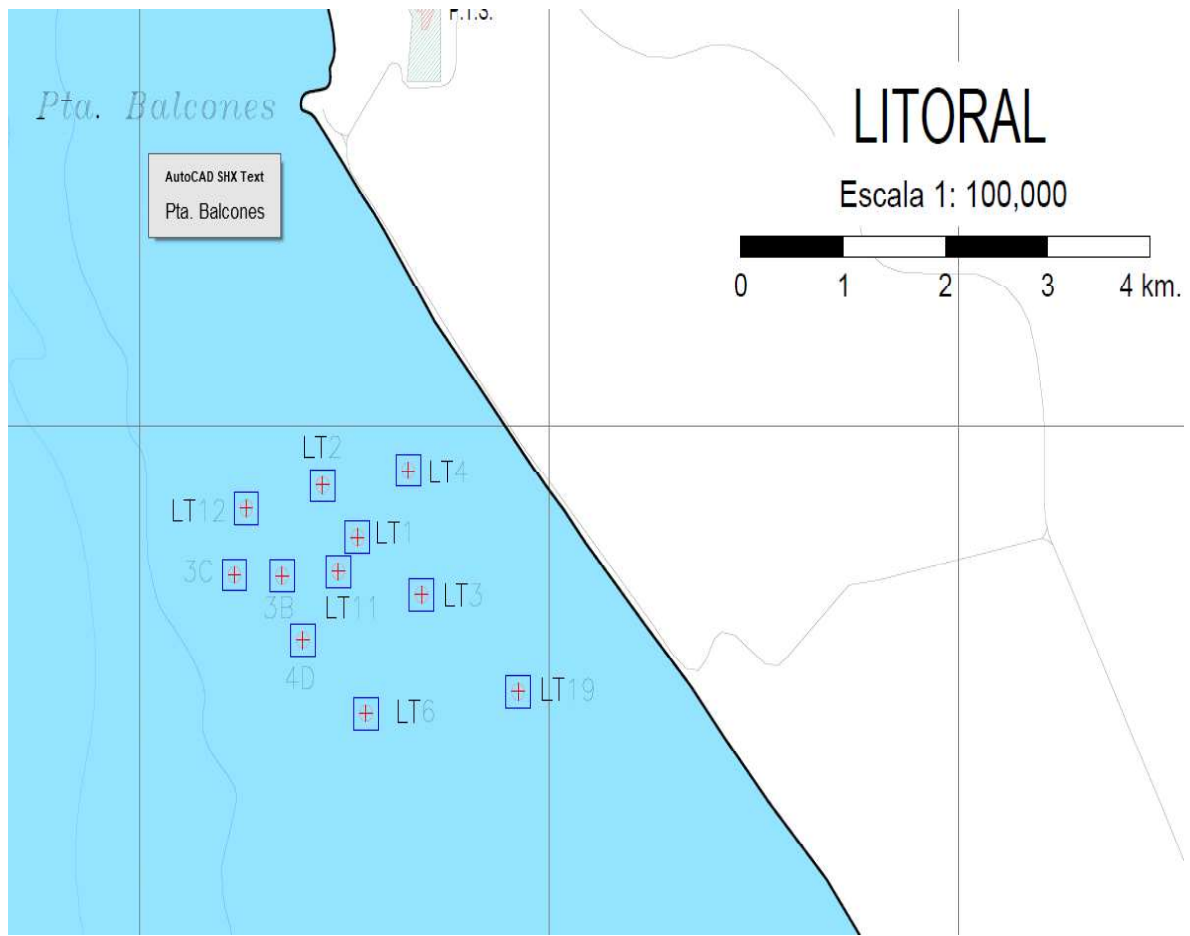 P.T.S.
Pta. Balcones
AutoCAD SHX Text
Pta. Balcones
LITORAL
Escala 1: 100,000
0 1 2 3 4 km.
LT2
LT4
LT12
LT1
3C
3B
LT11
LT3
4D
LT19
LT6